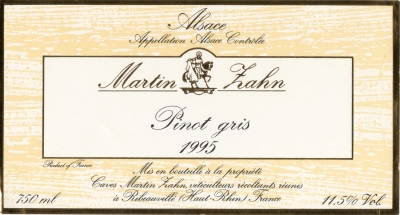 Alsace
Appellation Alsace Contrôlée
Martin Zahn
Pinot gris
1995
Product of France
Mis en bouteille à la propriété
Caves Martin Zahn, viticulteurs récoltants réunis
à Ribeauvillé (Haut-Rhin) France
750 ml
11.5% Vol.